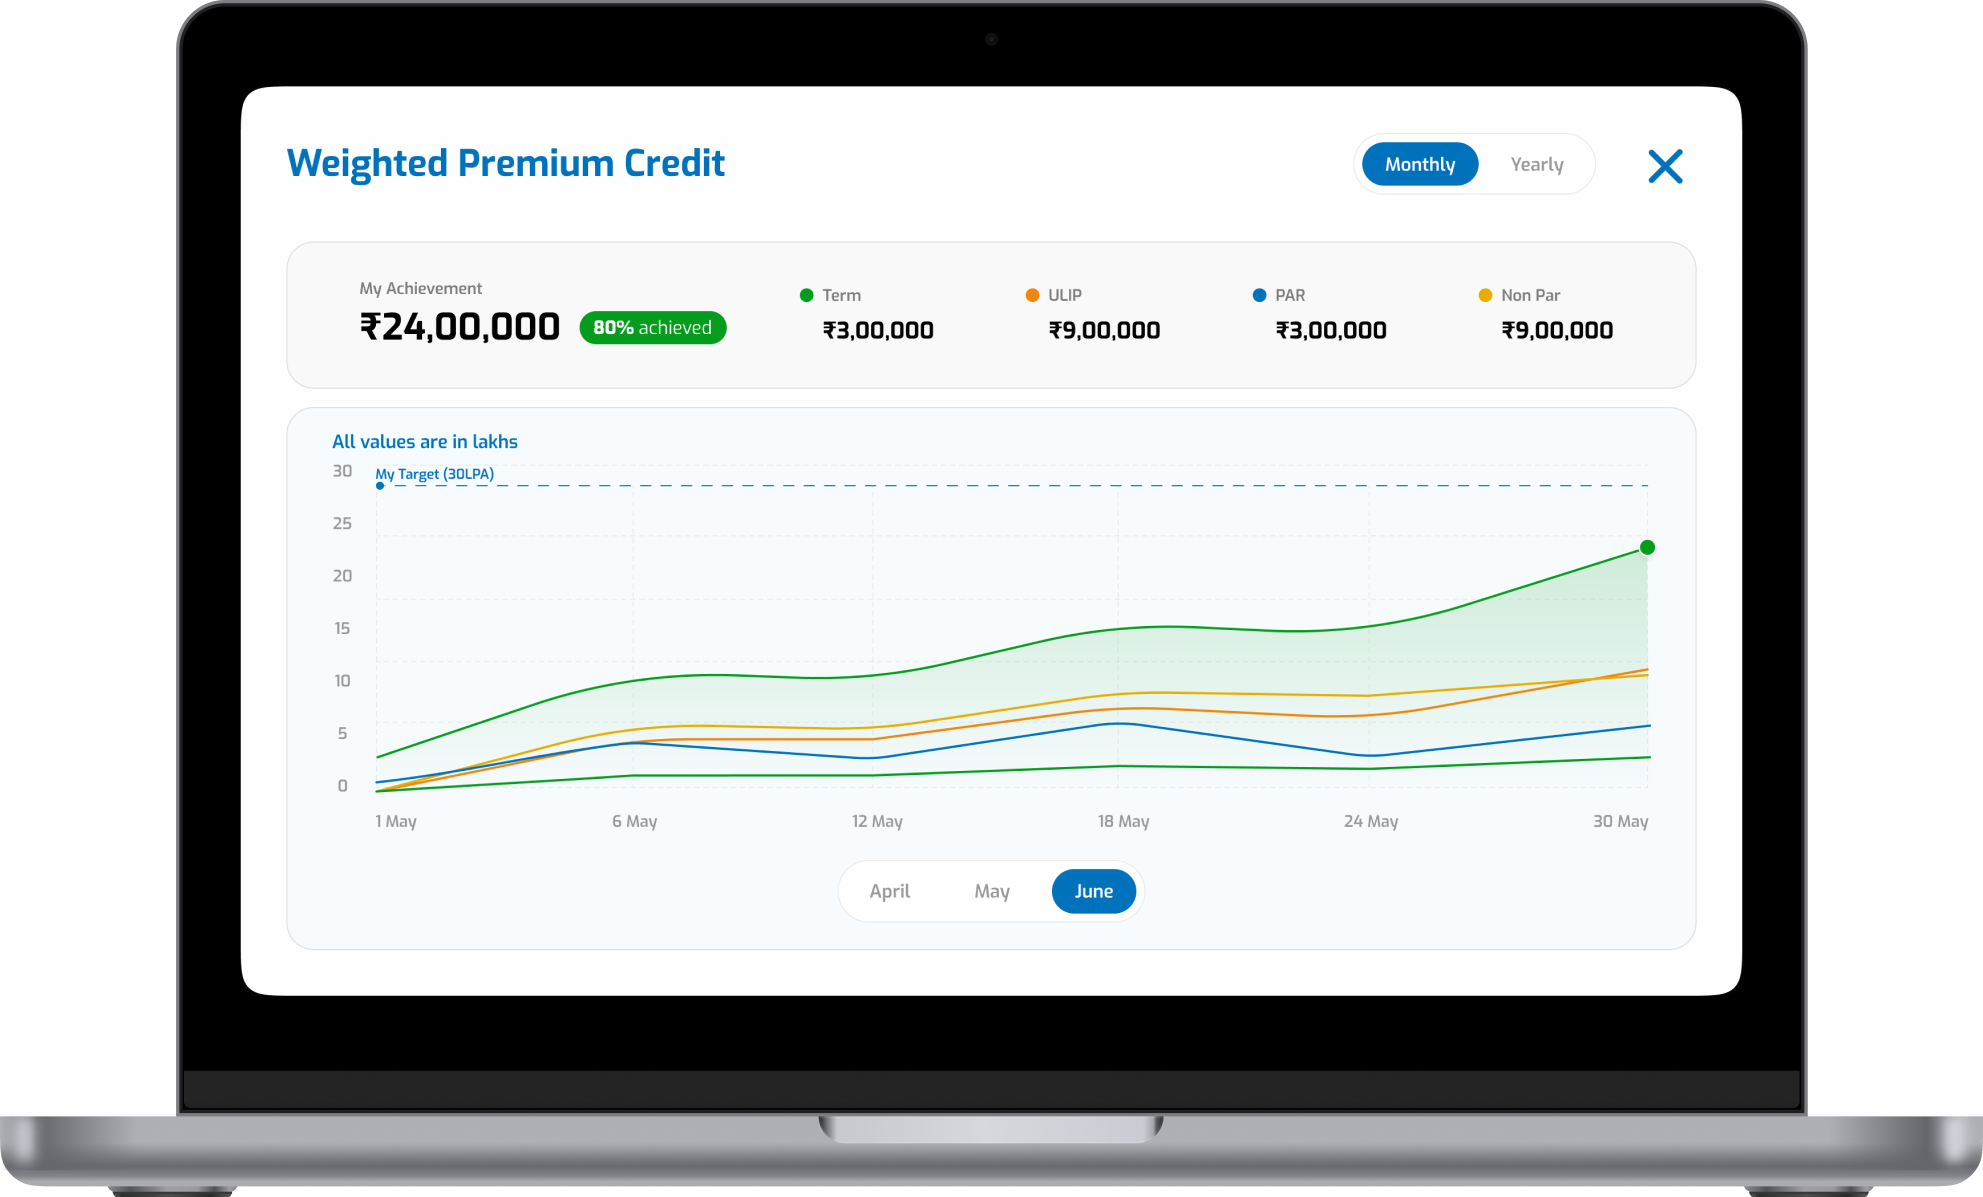 Weighted Premium Credit
Monthly Yearly
My Achievement
₹24,00,000 80% achieved
Term
₹3,00,000
ULIP
₹9,00,000
PAR
₹3,00,000
Non Par
₹9,00,000
All values are in lakhs
My Target (30LPA)
30
25
20
15
10
5
0
1 May 6 May 12 May 18 May 24 May 30 May
April May June